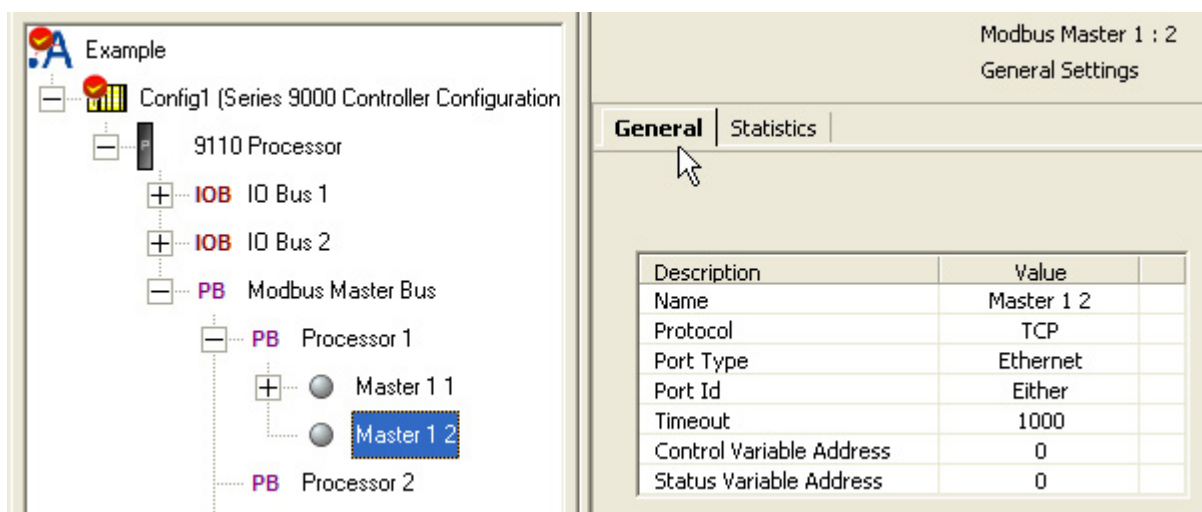 Example
Config1 (Series 9000 Controller Configuration
P
9110 Processor
IOB IO Bus 1
IOB IO Bus 2
PB Modbus Master Bus
PB Processor 1
Master 1 1
Master 1 2
PB Processor 2
Modbus Master 1 : 2
General Settings
General Statistics
Description Value
Name Master 1 2
Protocol TCP
Port Type Ethernet
Port Id Either
Timeout 1000
Control Variable Address 0
Status Variable Address 0